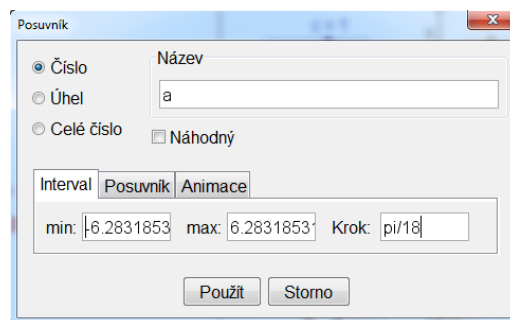 Posuvník
Číslo
Název
Úhel
a
Celé číslo
Náhodný
Interval Posuvník Animace
min: -6.2831853 max: 6.28318531 Krok: pi/18
Použít Storno